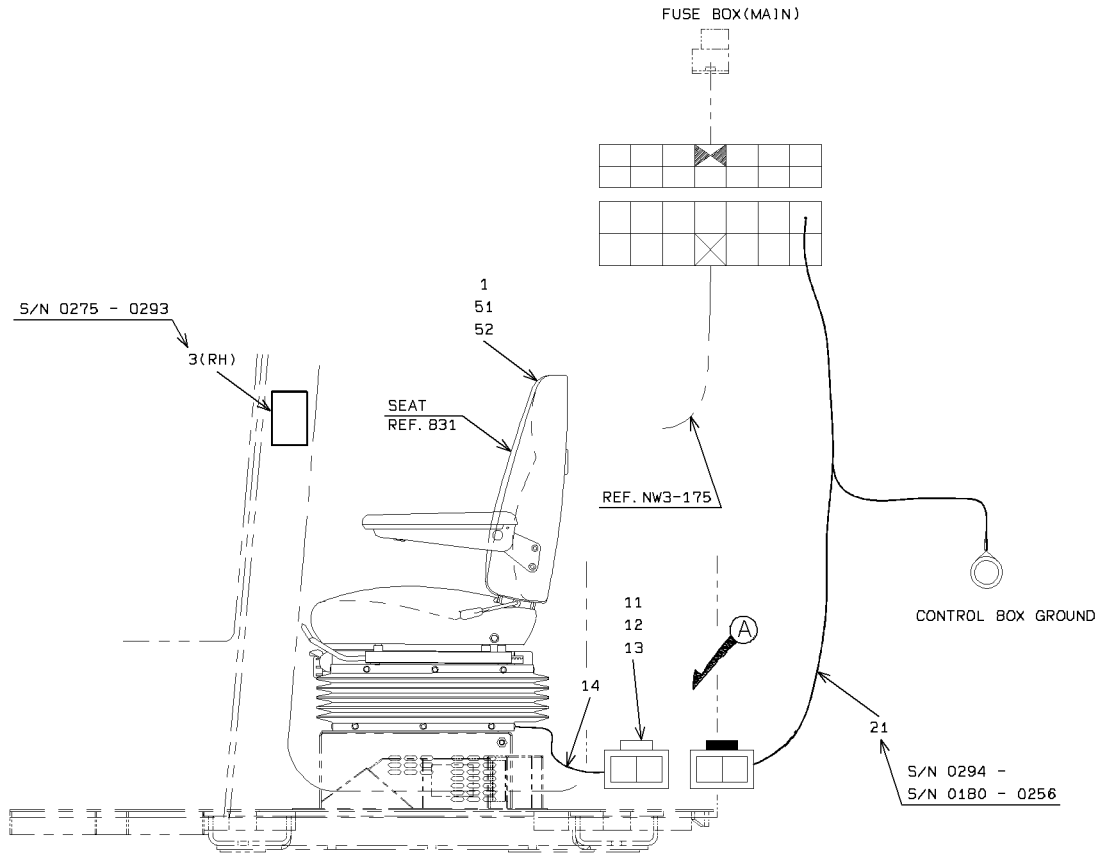 FUSE BOX(MAIN)
S/N 0275 - 0293
3(RH)
1
51
52
SEAT
REF. 831
REF. NW3-175
CONTROL BOX GROUND
11
12
13
A
14
21
S/N 0294 -
S/N 0180 - 0256